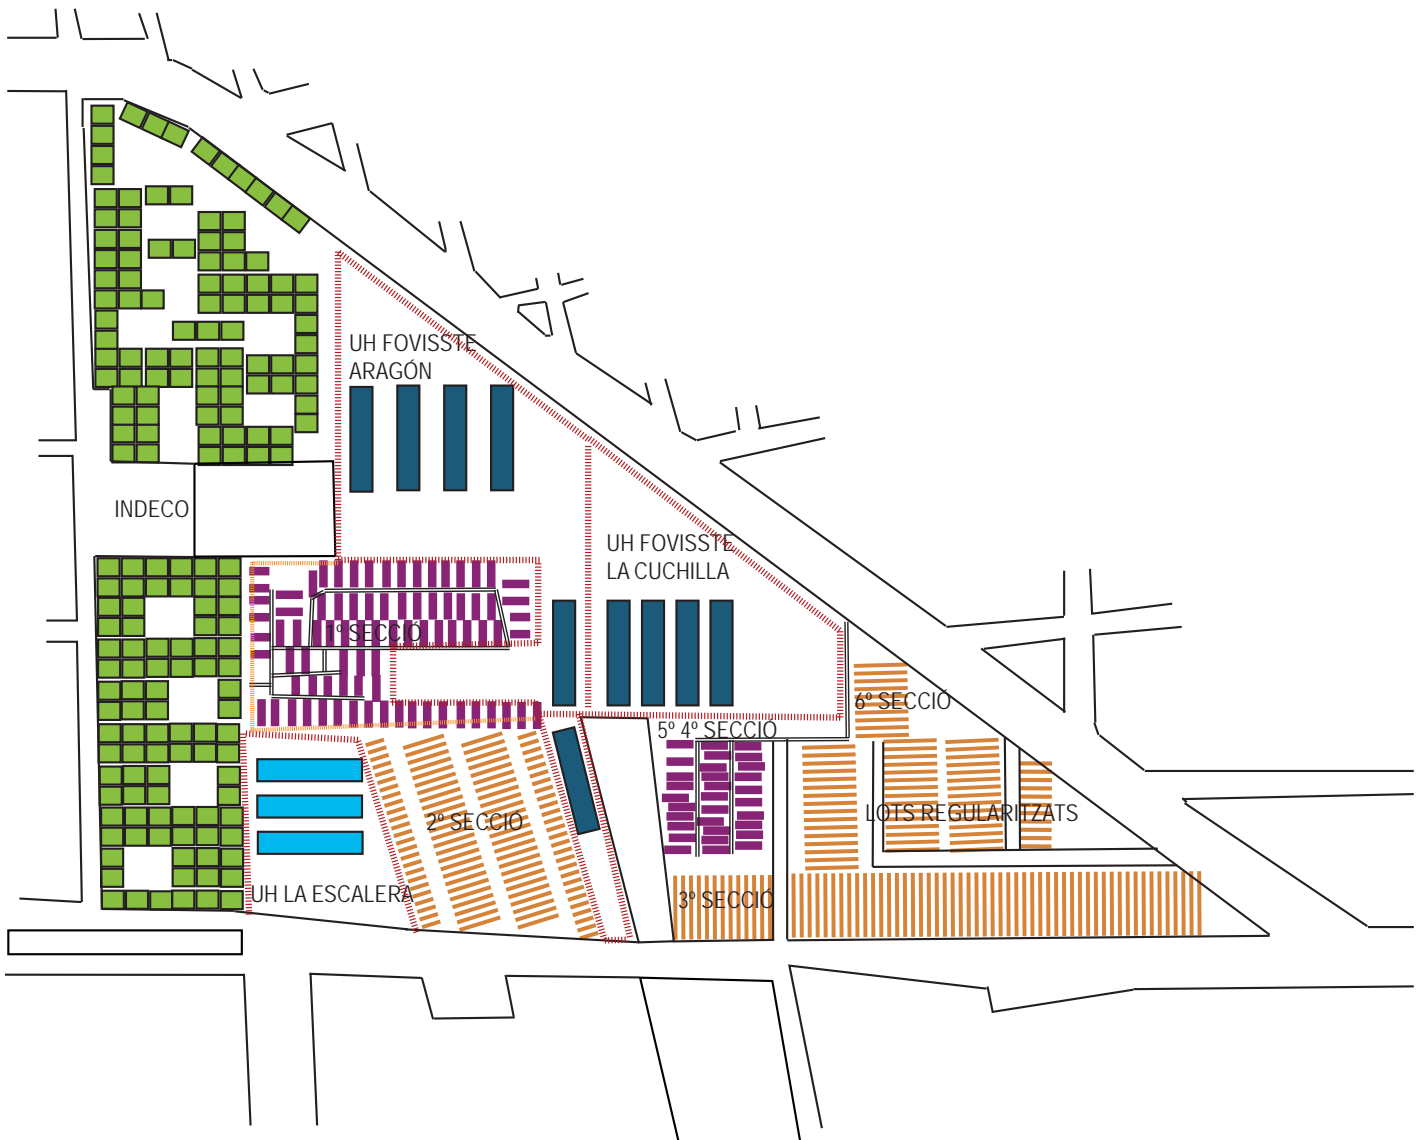 UH FOVISSTE
ARAGÓN
INDECO
UH FOVISSTE
LA CUCHILLA
1º SECCIÓ
6º SECCIÓ
5º 4º SECCIÓ
LOTS REGULARITZATS
2º SECCIÓ
UH LA ESCALERA
3º SECCIÓ